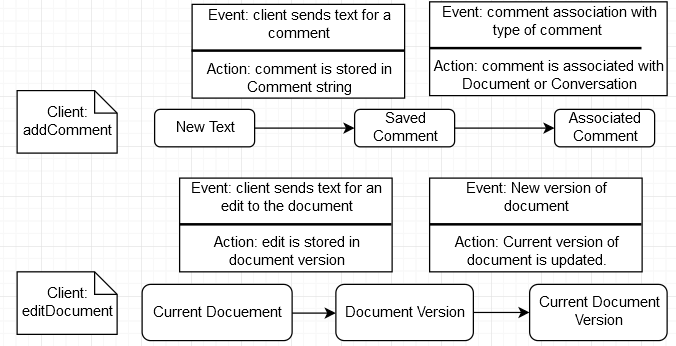 Event: client sends text for a
comment
Action: comment is stored in
Comment string
Event: comment association with
type of comment
Action: comment is associated with
Document or Conversation
Client:
addComment
New Text
Saved
Comment
Associated
Comment
Event: client sends text for an
edit to the document
Action: edit is stored in
document version
Event: New version of
document
Action: Current version of
document is updated.
Client:
editDocument
Current Docuement
Document Version
Current Document
Version